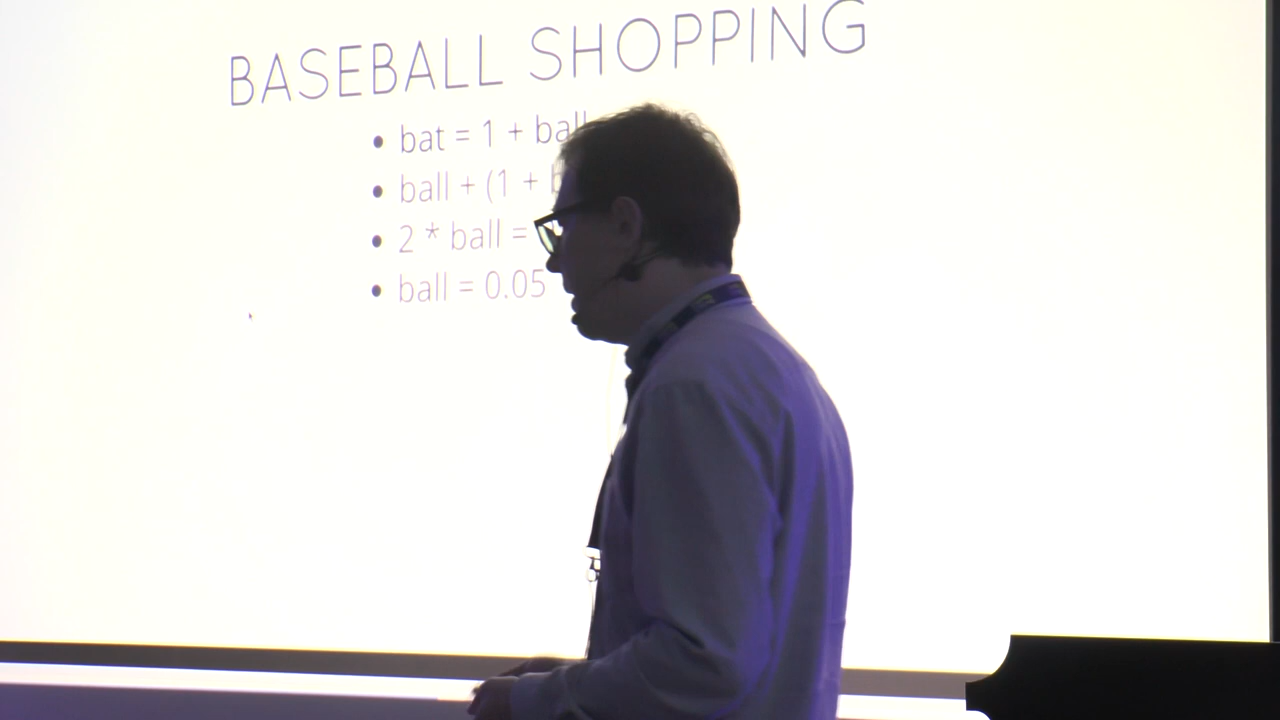 BASEBALL SHOPPING
• bat = 1 + ball
• ball + (1 +
• 2 * ball =
• ball = 0.05